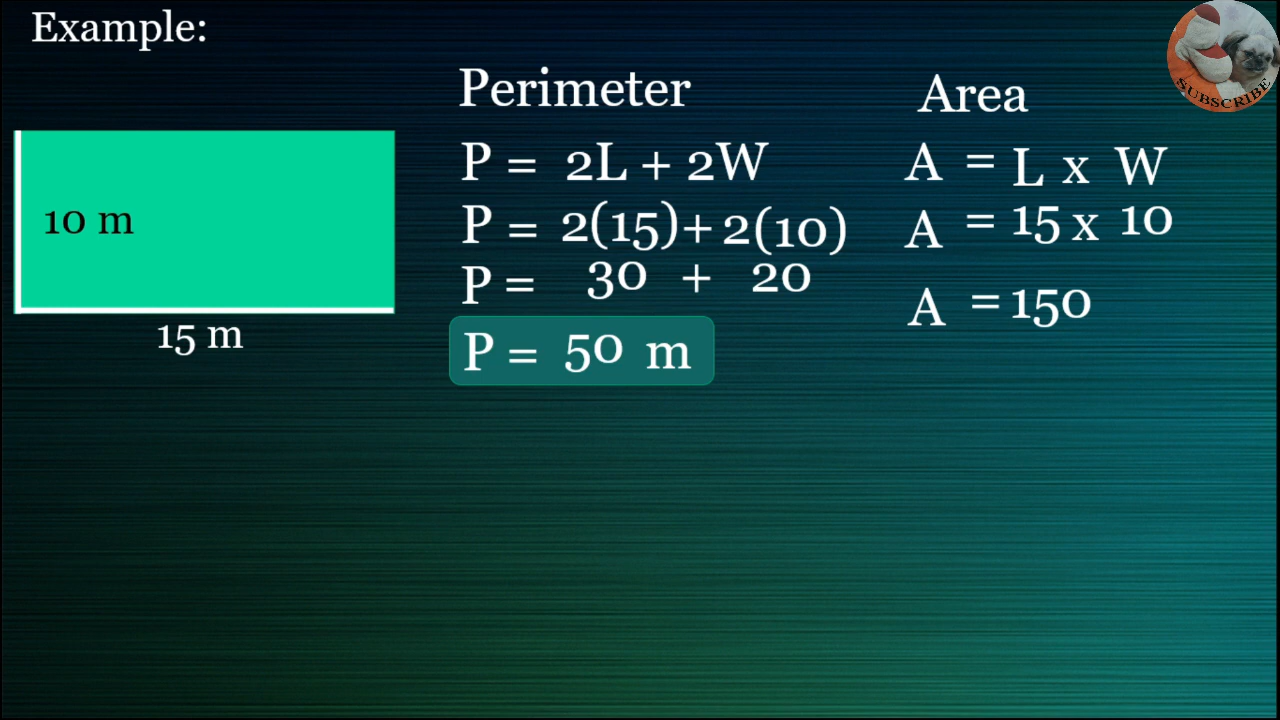 Example:
10 m
15 m
Perimeter
P = 2L + 2W
P = 2(15)+2(10)
P = 30 + 20
P = 50 m
Area
A = L x W
A = 15 x 10
A = 150
SUBSCRIBE